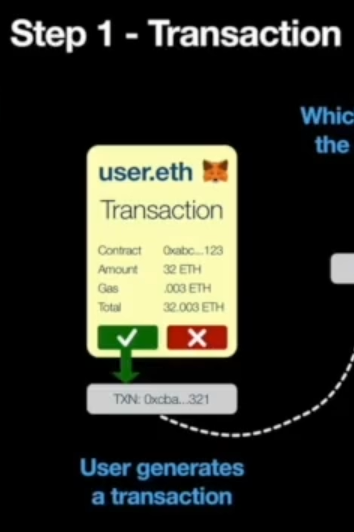 Step 1 - Transaction
Whic
the
user.eth
Transaction
Contract 0xabc...123
Amount 32 ETH
Gas .003 ETH
Total 32.003 ETH
TXN: 0xcba...321
User generates
a transaction